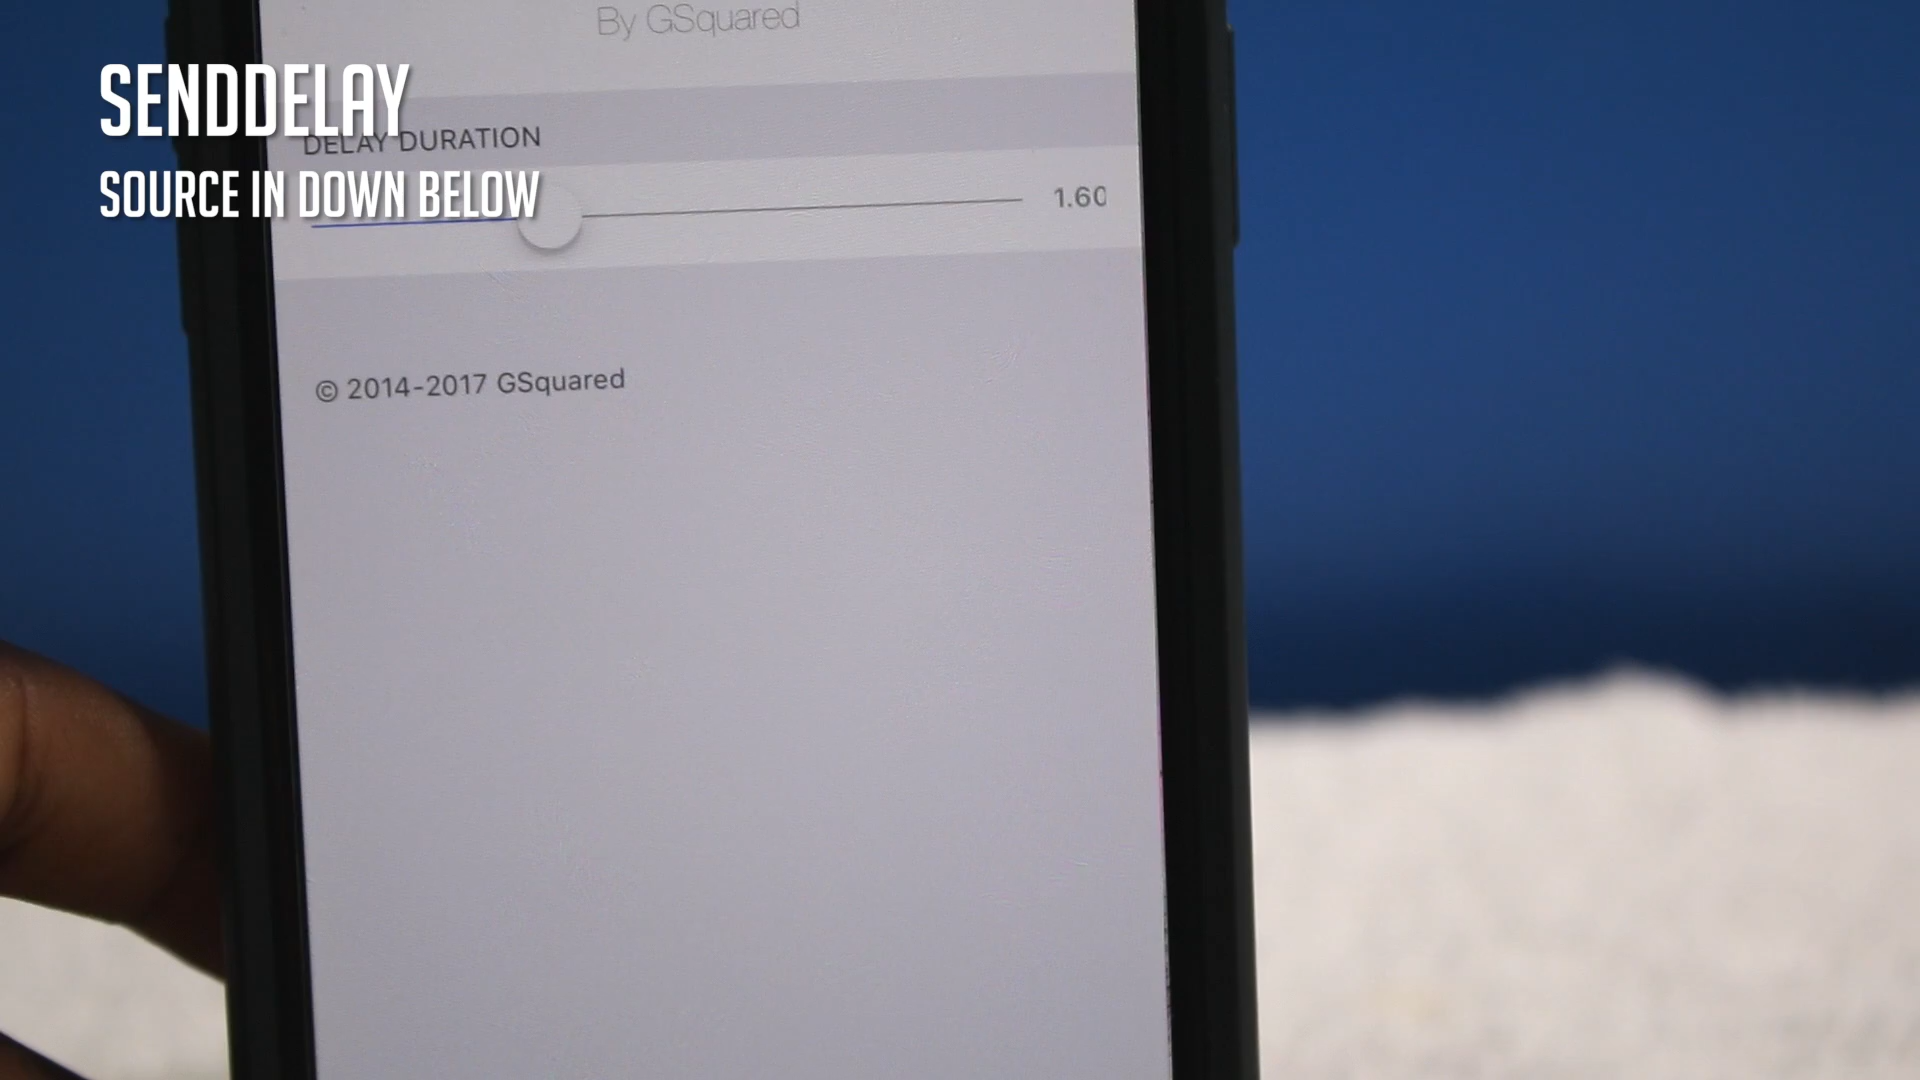 By GSquared
SENDDELAY
DELAY DURATION
SOURCE IN DOWN BELOW
1.60
© 2014-2017 GSquared